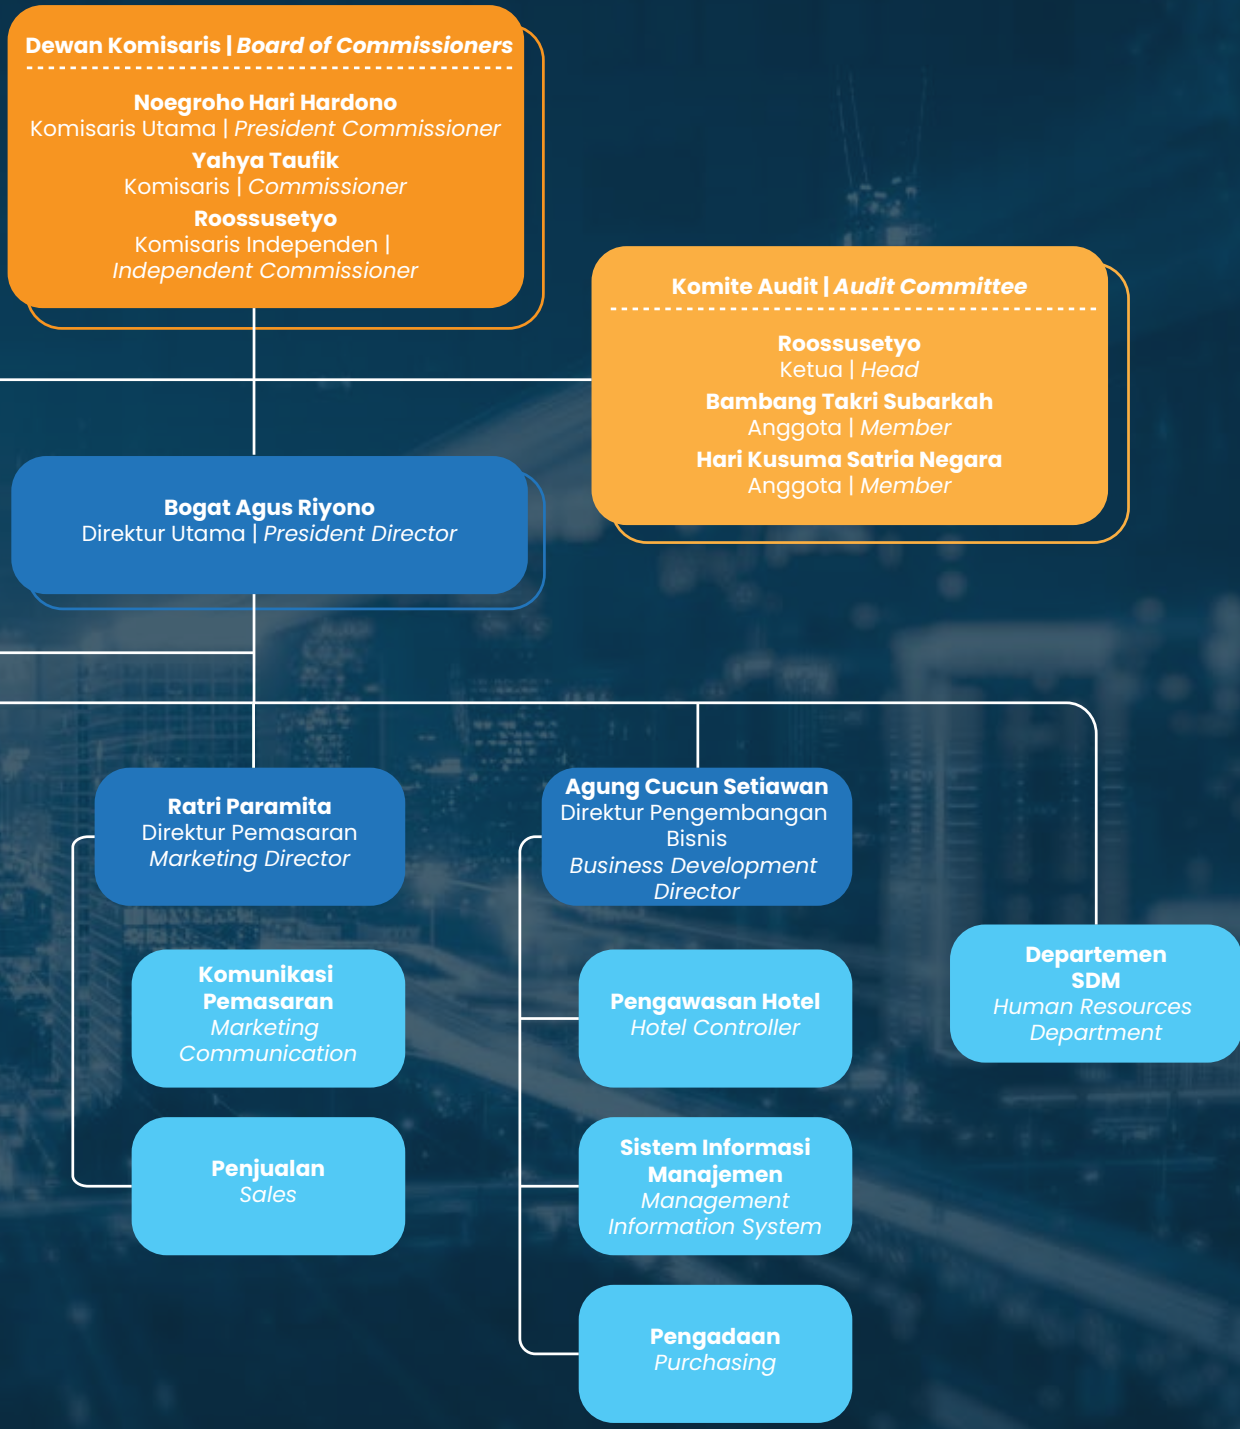 Dewan Komisaris | Board of Commissioners
Noegroho Hari Hardono
Komisaris Utama | President Commissioner
Yahya Taufik
Komisaris | Commissioner
Roossusetyo
Komisaris Independen |
Independent Commissioner
Komite Audit | Audit Committee
Roossusetyo
Ketua | Head
Bambang Takri Subarkah
Anggota | Member
Hari Kusuma Satria Negara
Anggota | Member
Bogat Agus Riyono
Direktur Utama | President Director
Ratri Paramita
Direktur Pemasaran
Marketing Director
Komunikasi
Pemasaran
Marketing
Communication
Penjualan
Sales
Agung Cucun Setiawan
Direktur Pengembangan
Bisnis
Business Development
Director
Pengawasan Hotel
Hotel Controller
Sistem Informasi
Manajemen
Management
Information System
Pengadaan
Purchasing
Departemen
SDM
Human Resources
Department